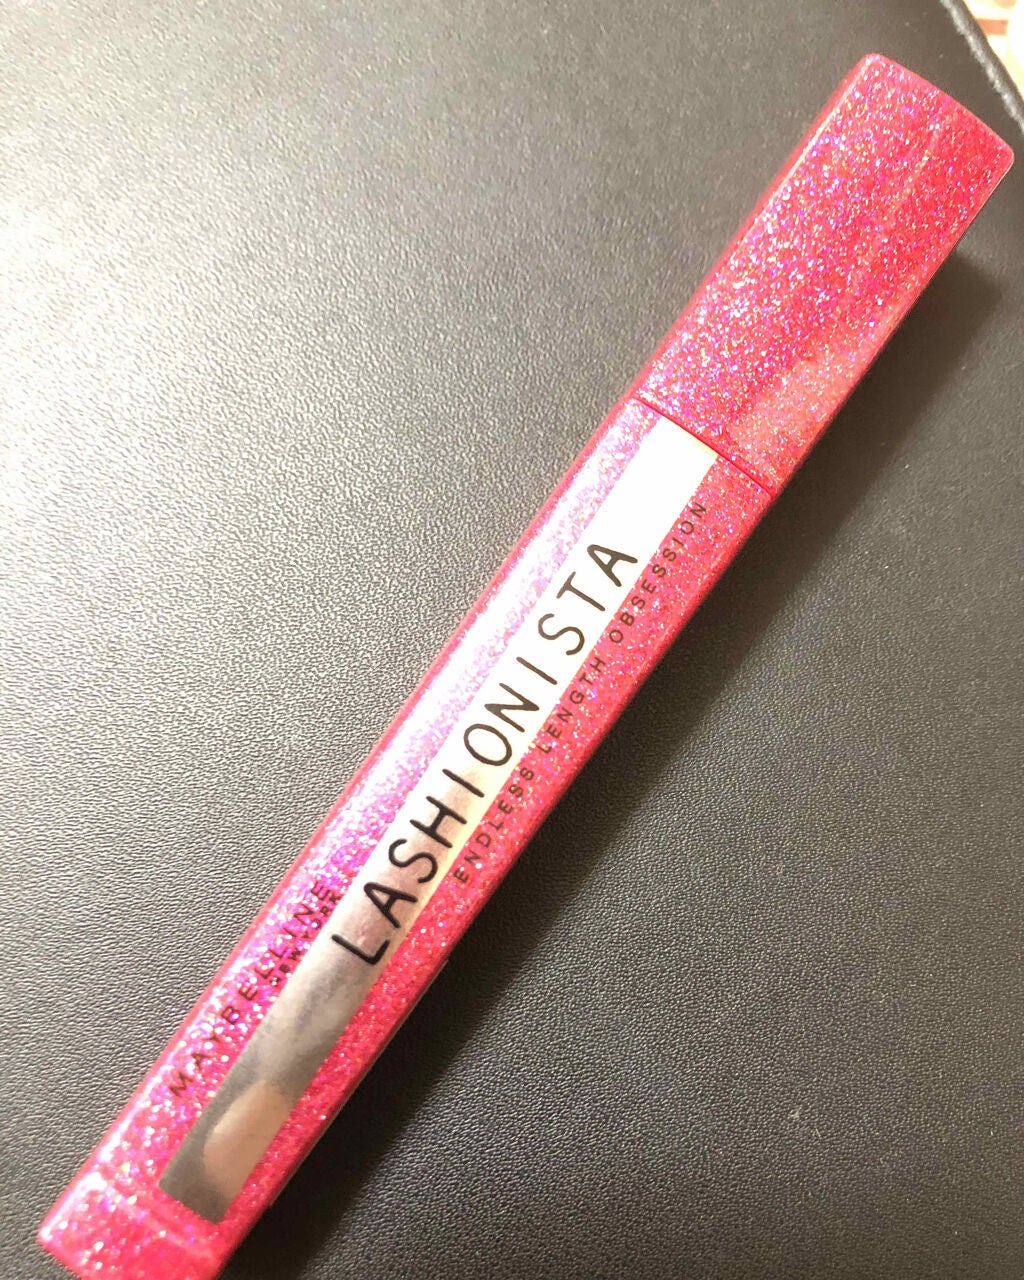 MAYBELLINE
NEW YORK
LASHIONISTA
ENDLESS LENGTH OBSESSION